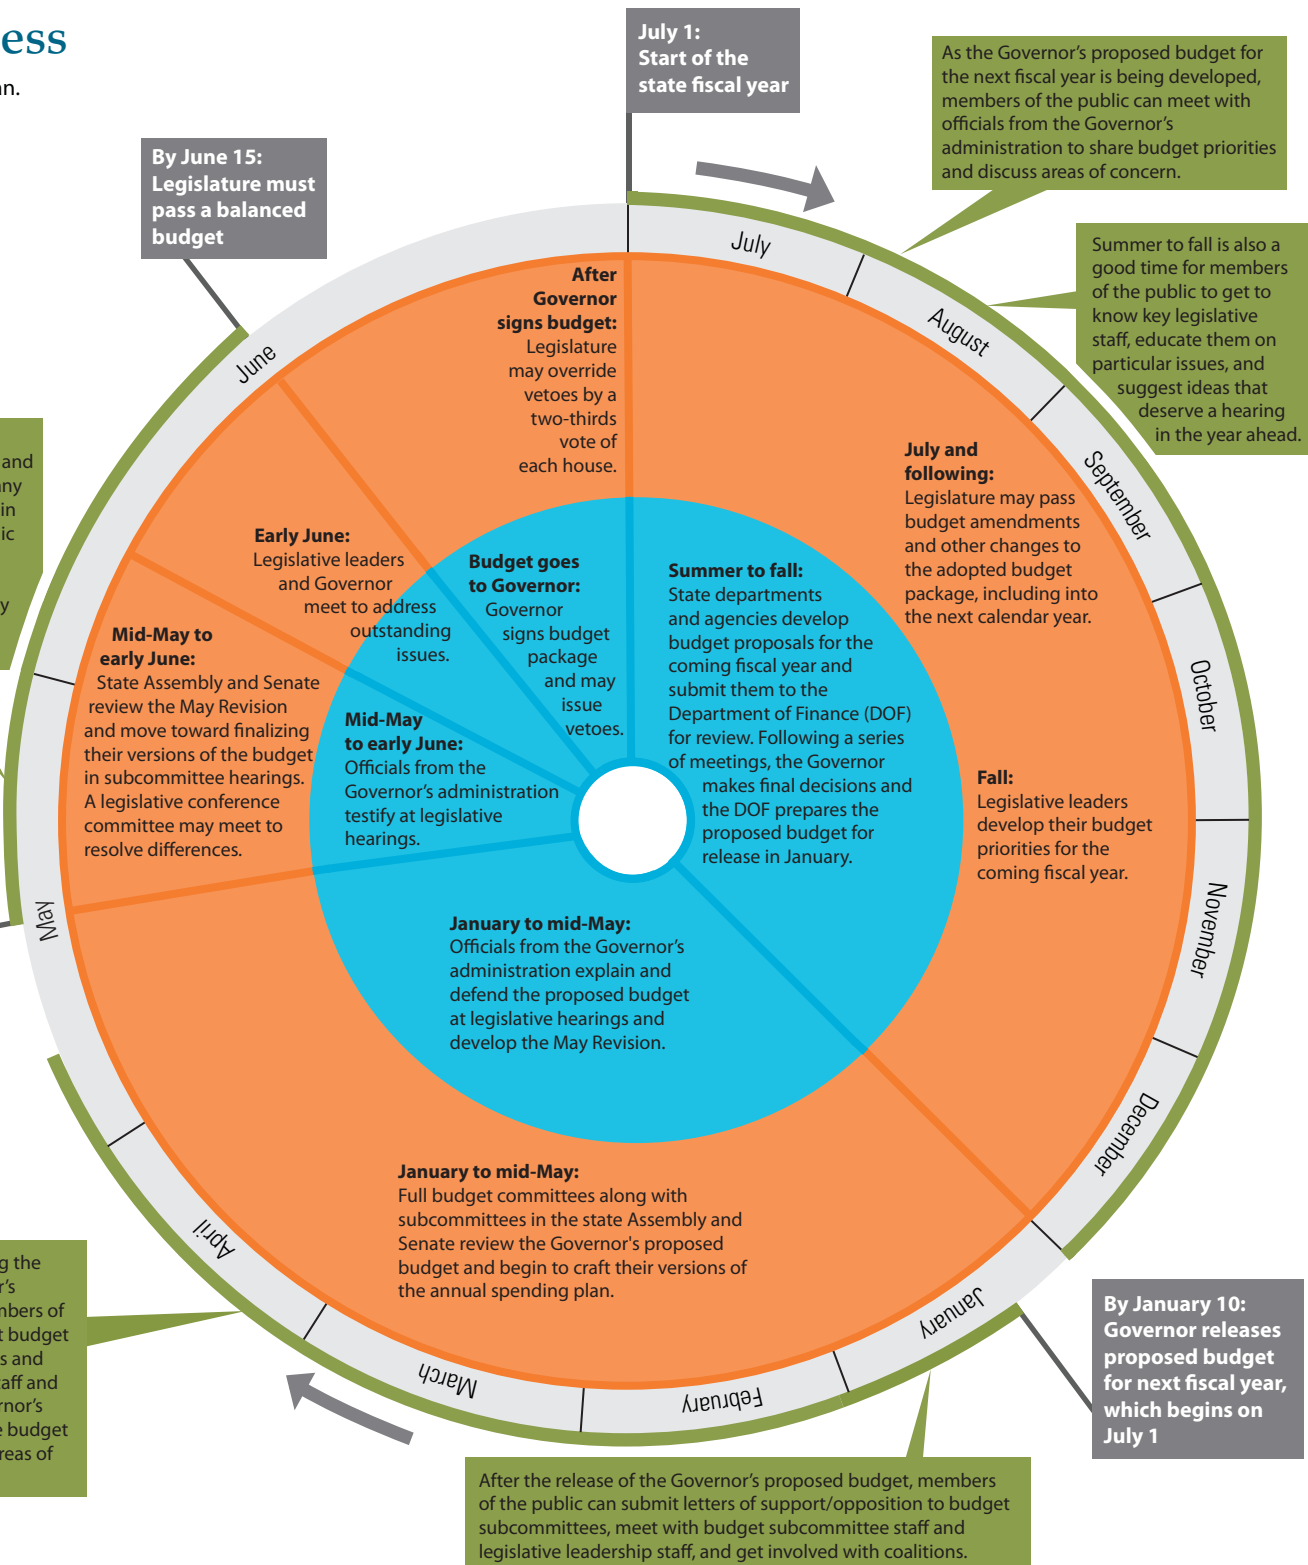 ess
an.
July 1:
Start of the
state fiscal year
As the Governor’s proposed budget for
the next fiscal year is being developed,
members of the public can meet with
officials from the Governor’s
administration to share budget priorities
and discuss areas of concern.
By June 15:
Legislature must
pass a balanced
budget
Summer to fall is also a
good time for members
of the public to get to
know key legislative
staff, educate them on
particular issues, and
suggest ideas that
deserve a hearing
in the year ahead.
July
August
September
October
November
December
January
February
March
April
May
June
After
Governor
signs budget:
Legislature
may override
vetoes by a
two-thirds
vote of
each house.
July and
following:
Legislature may pass
budget amendments
and other changes to
the adopted budget
package, including into
the next calendar year.
Early June:
Legislative leaders
and Governor
meet to address
outstanding
issues.
Budget goes
to Governor:
Governor
signs budget
package
and may
issue
vetoes.
Summer to fall:
State departments
and agencies develop
budget proposals for the
coming fiscal year and
submit them to the
Department of Finance (DOF)
for review. Following a series
of meetings, the Governor
makes final decisions and
the DOF prepares the
proposed budget for
release in January.
and
any
in
ic
y
Mid-May to
early June:
State Assembly and Senate
review the May Revision
and move toward finalizing
their versions of the budget
in subcommittee hearings.
A legislative conference
committee may meet to
resolve differences.
Mid-May
to early June:
Officials from the
Governor’s administration
testify at legislative
hearings.
Fall:
Legislative leaders
develop their budget
priorities for the
coming fiscal year.
January to mid-May:
Officials from the Governor’s
administration explain and
defend the proposed budget
at legislative hearings and
develop the May Revision.
January to mid-May:
Full budget committees along with
subcommittees in the state Assembly and
Senate review the Governor's proposed
budget and begin to craft their versions of
the annual spending plan.
g the
r’s
mbers of
t budget
s and
aff and
rnor’s
e budget
reas of
By January 10:
Governor releases
proposed budget
for next fiscal year,
which begins on
July 1
After the release of the Governor’s proposed budget, members
of the public can submit letters of support/opposition to budget
subcommittees, meet with budget subcommittee staff and
legislative leadership staff, and get involved with coalitions.